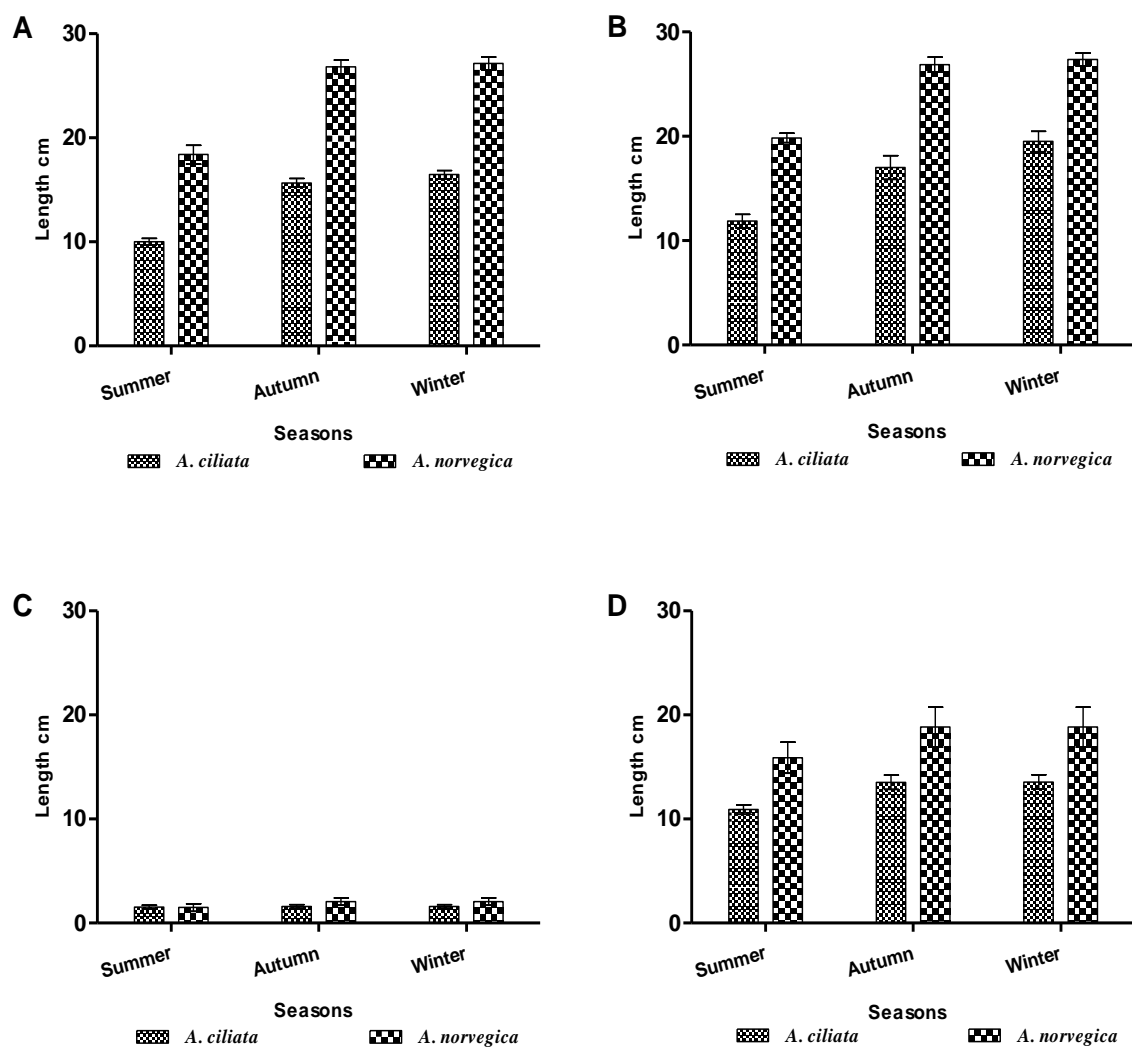 A
30
20
10
0
Length cm
Summer
Autumn
Winter
Seasons
A. ciliata A. norvegica
B
30
20
10
0
Length cm
Summer
Autumn
Winter
Seasons
A. ciliata A. norvegica
C
30
20
10
0
Length cm
Summer
Autumn
Winter
Seasons
A. ciliata A. norvegica
D
30
20
10
0
Length cm
Summer
Autumn
Winter
Seasons
A. ciliata A. norvegica